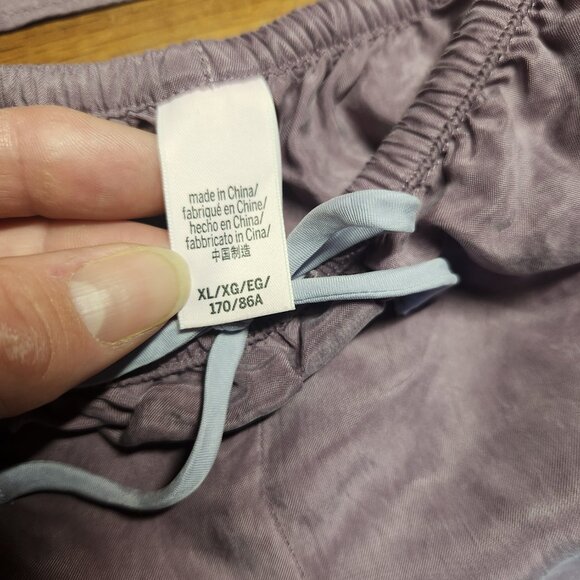 made in China/
fabriqué en Chine/
hecho en China/
fabbricato in Cina/
中国制造
XL/XG/EG/
170/86A